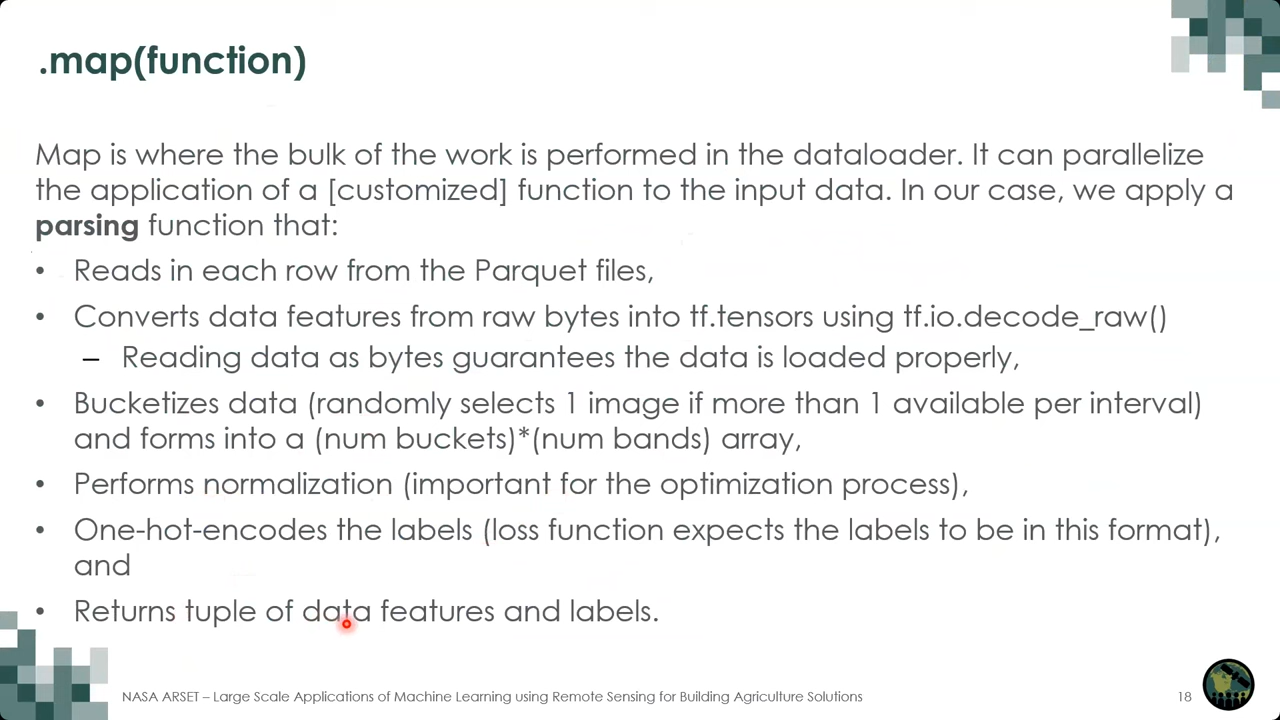 .map(function)
Map is where the bulk of the work is performed in the dataloader. It can parallelize
the application of a [customized] function to the input data. In our case, we apply a
parsing function that:
• Reads in each row from the Parquet files,
• Converts data features from raw bytes into tf.tensors using tf.io.decode_raw()
– Reading data as bytes guarantees the data is loaded properly,
• Bucketizes data (randomly selects 1 image if more than 1 available per interval)
and forms into a (num buckets)*(num bands) array,
• Performs normalization (important for the optimization process),
• One-hot-encodes the labels (loss function expects the labels to be in this format),
and
• Returns tuple of data features and labels.
NASA ARSET – Large Scale Applications of Machine Learning using Remote Sensing for Building Agriculture Solutions
18